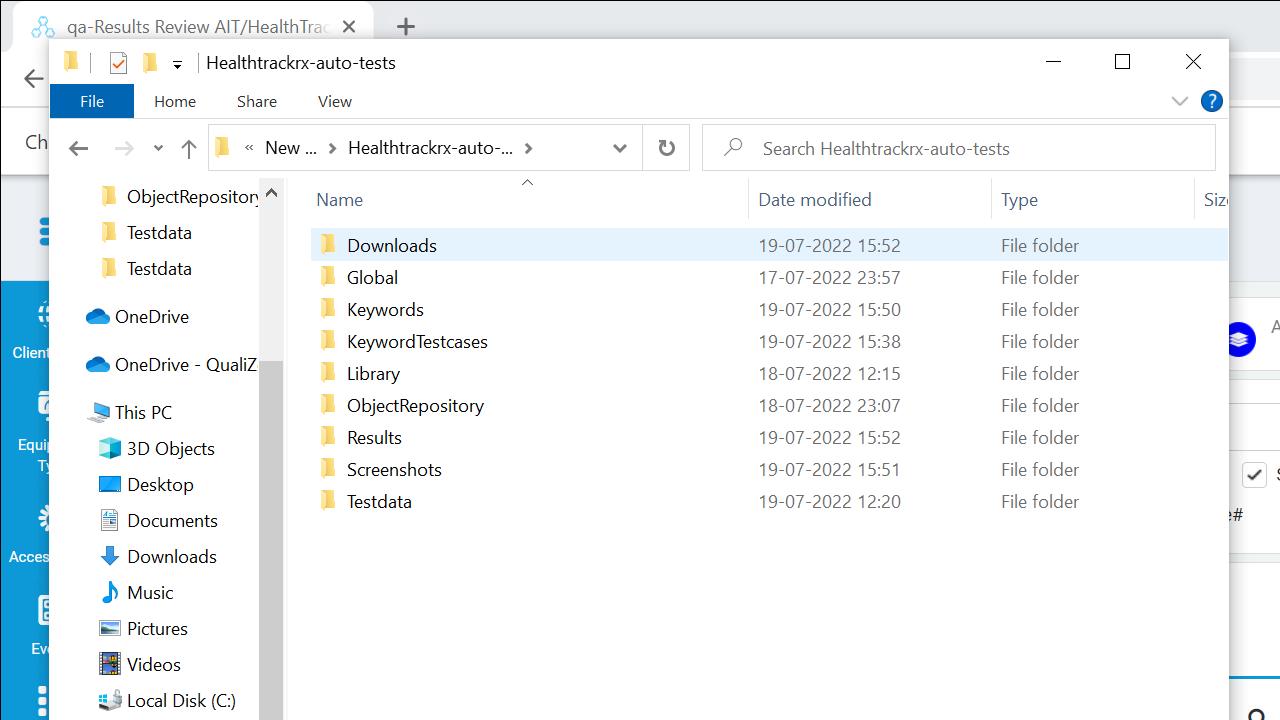 qa-Results Review AIT/HealthTrac
Healthtrackrx-auto-tests
File Home Share View
Ch
« New ... Healthtrackrx-auto-...
Search Healthtrackrx-auto-tests
Name Date modified Type Size
ObjectRepository
Testdata
Testdata
OneDrive
OneDrive - QualiZ
This PC
3D Objects
Desktop
Documents
Downloads
Music
Pictures
Videos
Local Disk (C:)
Downloads 19-07-2022 15:52 File folder
Global 17-07-2022 23:57 File folder
Keywords 19-07-2022 15:50 File folder
KeywordTestcases 19-07-2022 15:38 File folder
Library 18-07-2022 12:15 File folder
ObjectRepository 18-07-2022 23:07 File folder
Results 19-07-2022 15:52 File folder
Screenshots 19-07-2022 15:51 File folder
Testdata 19-07-2022 12:20 File folder
Client
Equip
Ty
Acces
Eve
A
S
e#